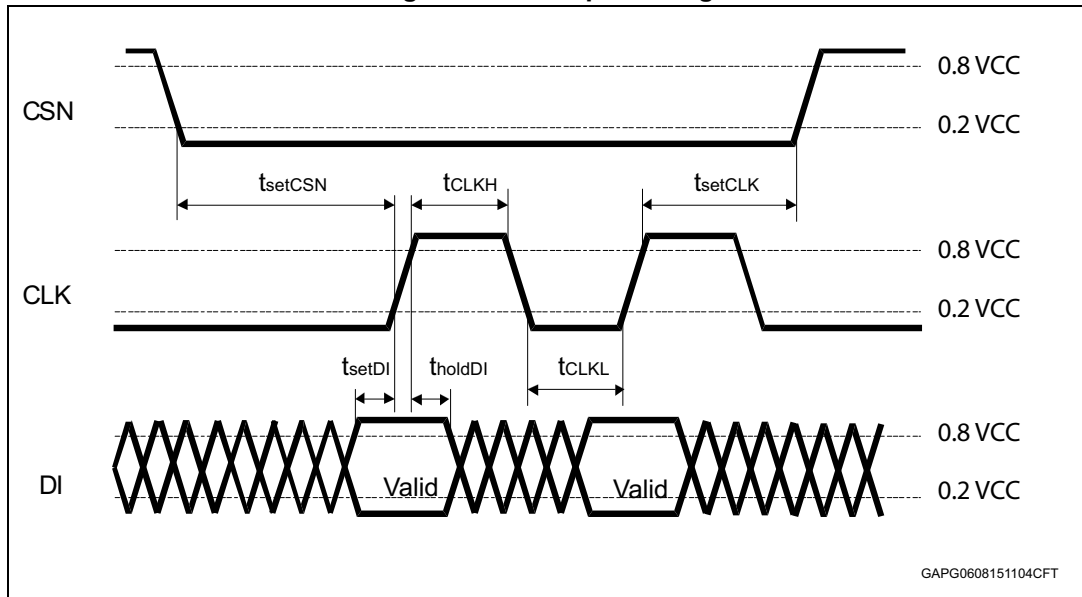 0.8 VCC
CSN
0.2 VCC
tsetCSN
tCLKH
tsetCLK
0.8 VCC
CLK
0.2 VCC
tsetDI
tholdDI
tCLKL
0.8 VCC
DI
Valid
Valid
0.2 VCC
GAPG0608151104CFT